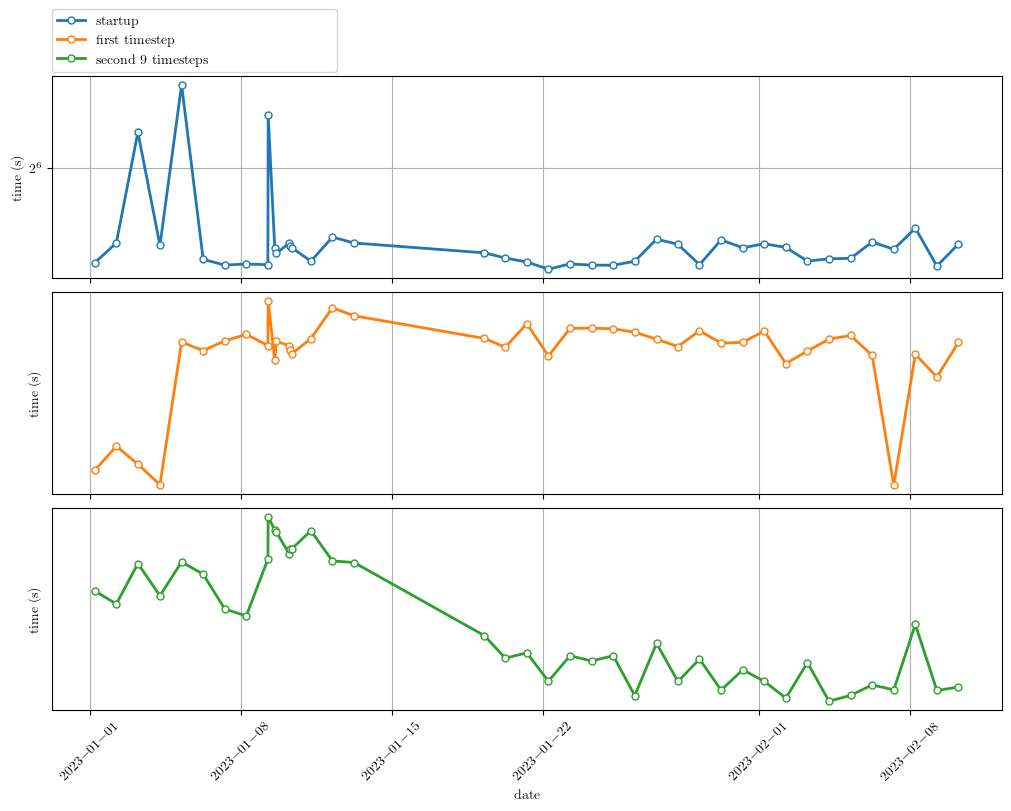 startup
first timestep
second 9 timesteps
time (s)
2⁶
time (s)
time (s)
2023−01−01
2023−01−08
2023−01−15
2023−01−22
2023−02−01
2023−02−08
date